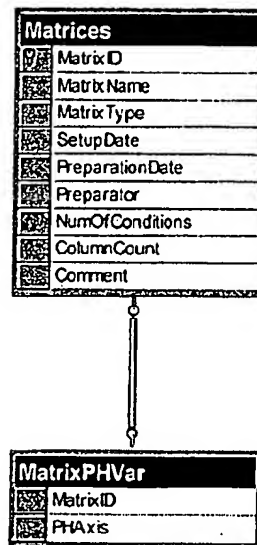 Matrices
MatrixID
MatrixName
MatrixType
SetupDate
PreparationDate
Preparator
NumOfConditions
ColumnCount
Comment
MatrixPHVar
MatrixID
PHAxis